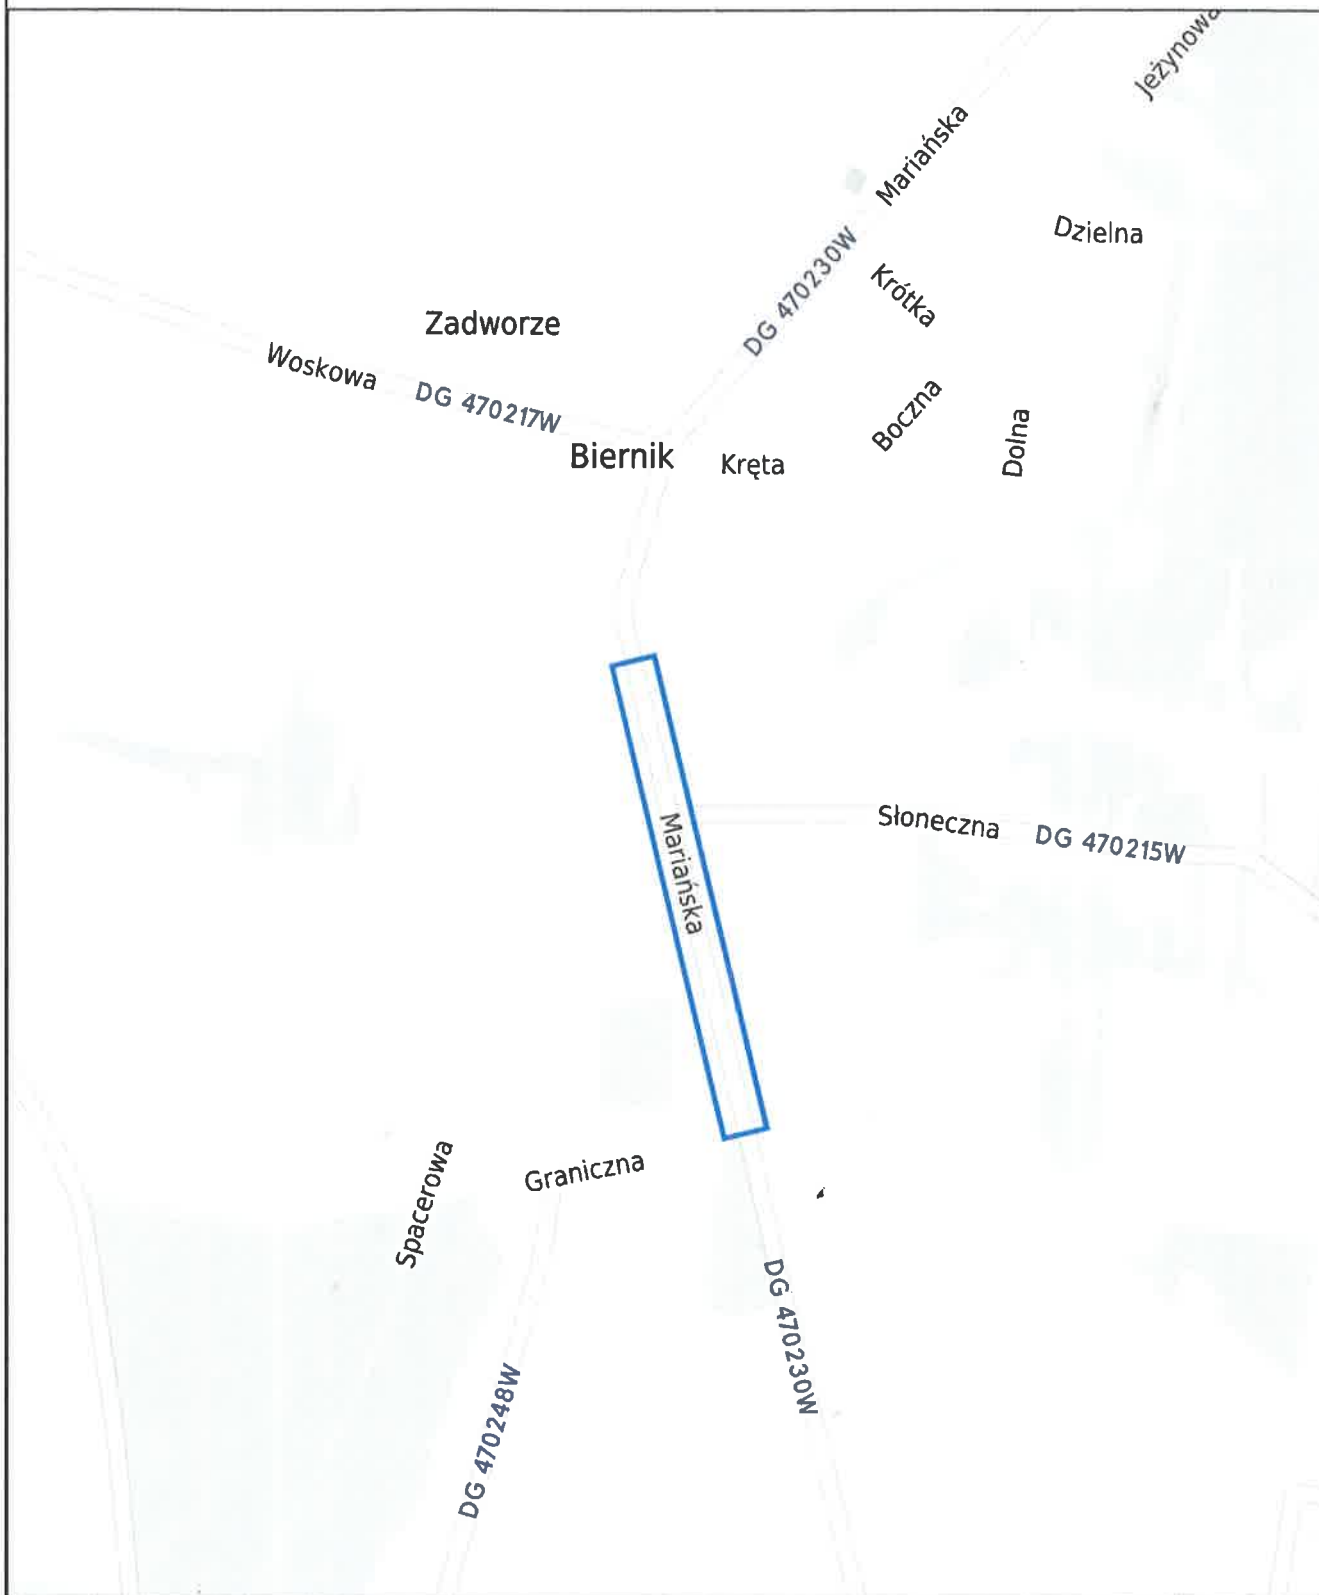 Jeżynowa
Mariańska
Dzielna
DG 470230W
Krótka
Zadworze
Woskowa
DG 470217W
Boczna
Dolna
Biernik
Kręta
Mariańska
Słoneczna
DG 470215W
Spacerowa
Graniczna
DG 470230W
DG 470248W